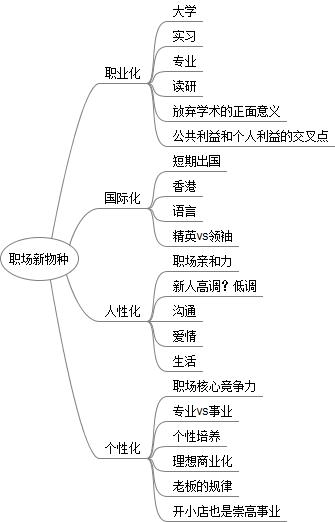 职场新物种
职业化
大学
实习
专业
读研
放弃学术的正面意义
公共利益和个人利益的交叉点
国际化
短期出国
香港
语言
精英vs领袖
人性化
职场亲和力
新人高调？低调
沟通
爱情
生活
个性化
职场核心竞争力
专业vs事业
个性培养
理想商业化
老板的规律
开小店也是崇高事业